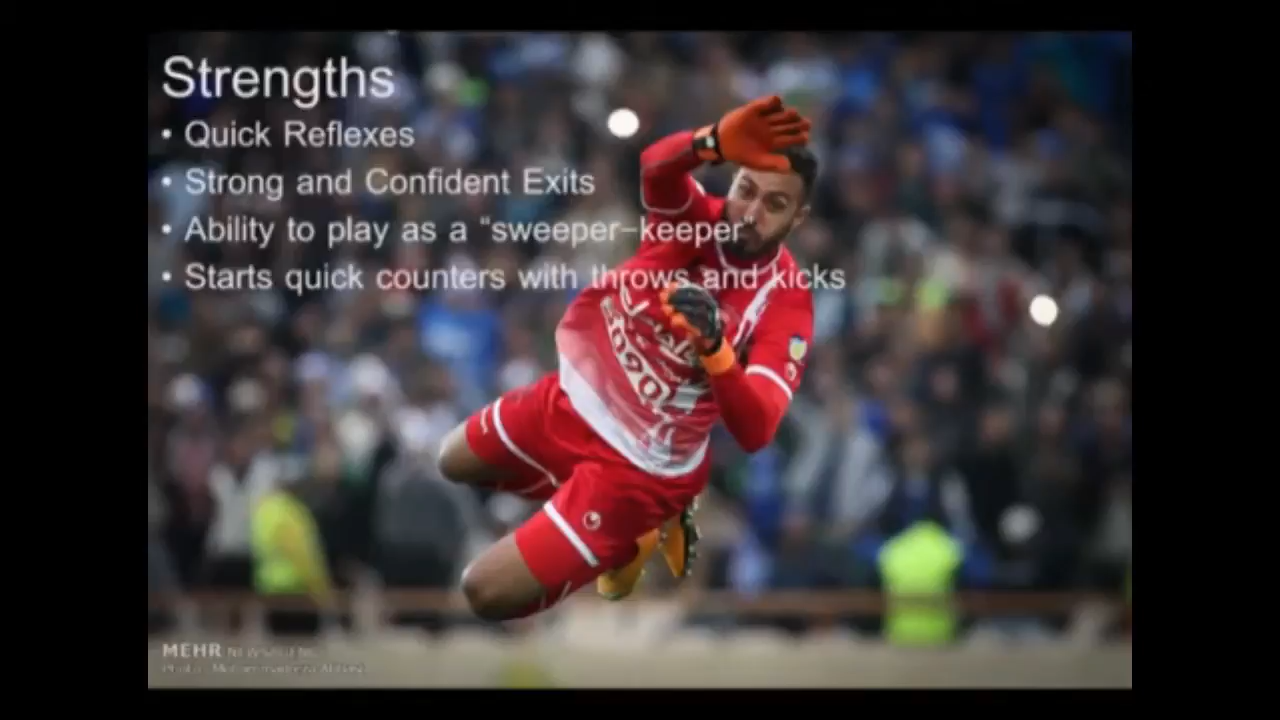 Strengths
• Quick Reflexes
• Strong and Confident Exits
• Ability to play as a “sweeper-keeper
• Starts quick counters with throws and kicks
MEHR